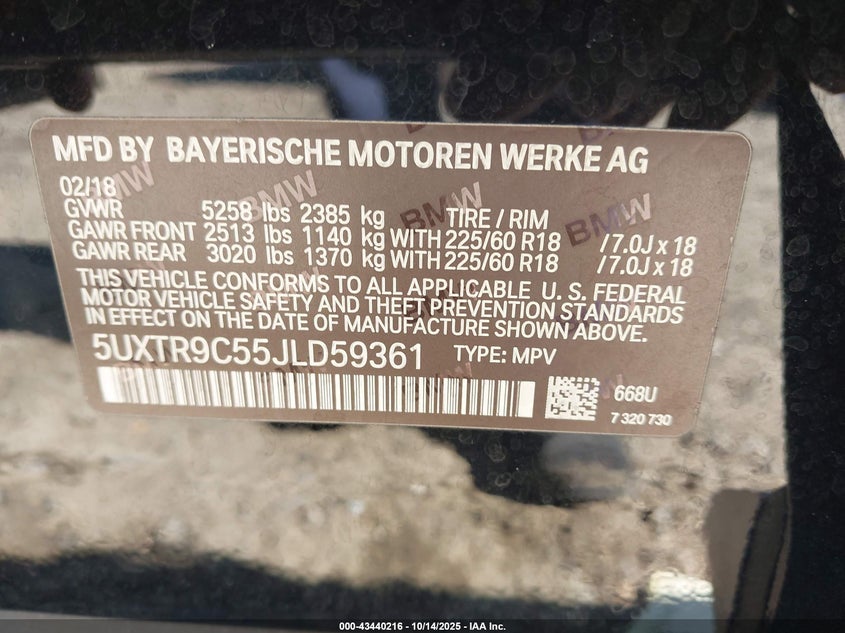 MFD BY BAYERISCHE MOTOREN WERKE AG
02/18
GVWR 5258 lbs 2385 kg TIRE / RIM
GAWR FRONT 2513 lbs 1140 kg WITH 225/60 R18 / 7.0J x 18
GAWR REAR 3020 lbs 1370 kg WITH 225/60 R18 / 7.0J x 18
THIS VEHICLE CONFORMS TO ALL APPLICABLE U. S. FEDERAL
MOTOR VEHICLE SAFETY AND THEFT PREVENTION STANDARDS
IN EFFECT ON THE DATE OF MANUFACTURE SHOWN ABOVE.
5UXTR9C55JLD59361 TYPE: MPV
668U
7 320 730
BMW
BMW
BMW
BMW
000-43440216 - 10/14/2025 - IAA Inc.